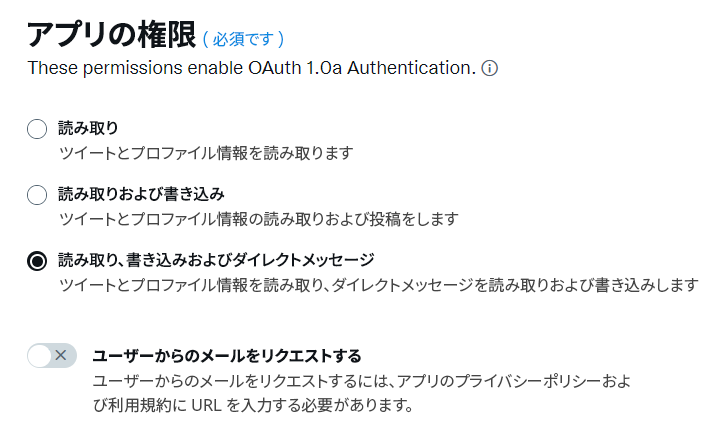 アプリの権限 ( 必須です )
These permissions enable OAuth 1.0a Authentication.
読み取り
ツイートとプロファイル情報を読み取ります
読み取りおよび書き込み
ツイートとプロファイル情報の読み取りおよび投稿をします
読み取り、書き込みおよびダイレクトメッセージ
ツイートとプロファイル情報を読み取り、ダイレクトメッセージを読み取りおよび書き込みします
ユーザーからのメールをリクエストする
ユーザーからのメールをリクエストするには、アプリのプライバシーポリシーおよ
び利用規約に URL を入力する必要があります。